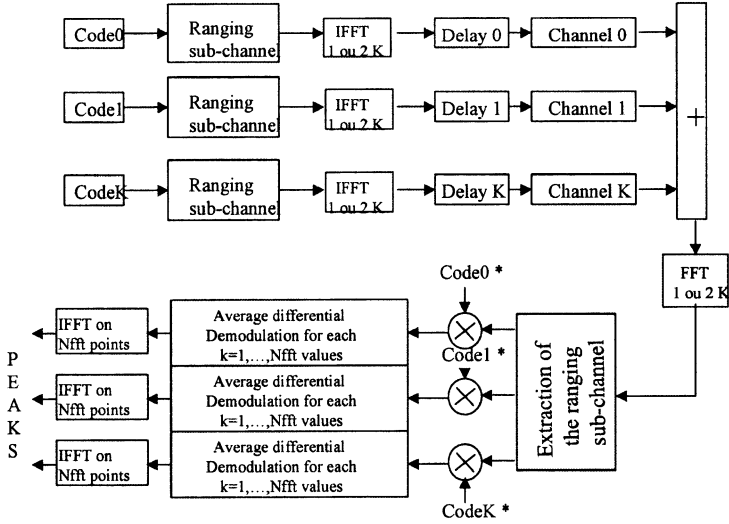 Code0
Ranging
sub-channel
IFFT
1 ou 2 K
Delay 0
Channel 0
Code1
Ranging
sub-channel
IFFT
1 ou 2 K
Delay 1
Channel 1
+
CodeK
Ranging
sub-channel
IFFT
1 ou 2 K
Delay K
Channel K
FFT
1 ou 2 K
Code0 *
Code1 *
CodeK *
Extraction of
the ranging
sub-channel
Average differential
Demodulation for each
k=1,...,Nfft values
Average differential
Demodulation for each
k=1,...,Nfft values
Average differential
Demodulation for each
k=1,...,Nfft values
IFFT on
Nfft points
IFFT on
Nfft points
IFFT on
Nfft points
P
E
A
K
S